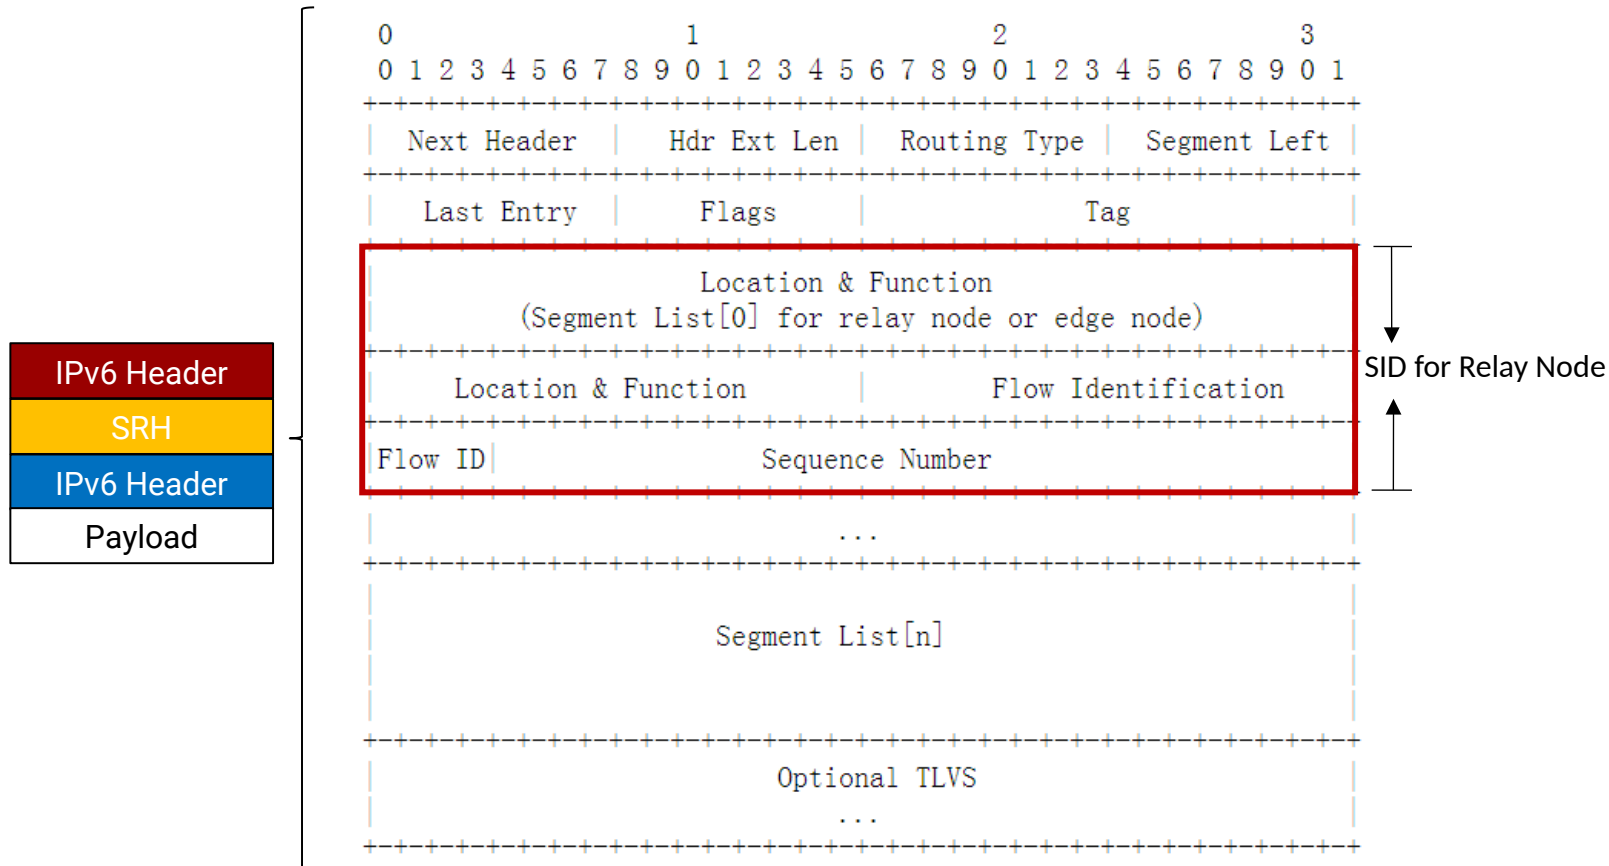 0 1 2 3
0 1 2 3 4 5 6 7 8 9 0 1 2 3 4 5 6 7 8 9 0 1 2 3 4 5 6 7 8 9 0 1
+-+-+-+-+-+-+-+-+-+-+-+-+-+-+-+-+-+-+-+-+-+-+-+-+-+-+-+-+-+-+-+-+
| Next Header | Hdr Ext Len | Routing Type | Segment Left |
+-+-+-+-+-+-+-+-+-+-+-+-+-+-+-+-+-+-+-+-+-+-+-+-+-+-+-+-+-+-+-+-+
| Last Entry | Flags | Tag |
Location & Function
(Segment List[0] for relay node or edge node)
Location & Function | Flow Identification
|Flow ID| Sequence Number
SID for Relay Node
| ... |
+-+-+-+-+-+-+-+-+-+-+-+-+-+-+-+-+-+-+-+-+-+-+-+-+-+-+-+-+-+-+-+-+
Segment List[n]
+-+-+-+-+-+-+-+-+-+-+-+-+-+-+-+-+-+-+-+-+-+-+-+-+-+-+-+-+-+-+-+-+
| Optional TLVS |
| ... |
+-+-+-+-+-+-+-+-+-+-+-+-+-+-+-+-+-+-+-+-+-+-+-+-+-+-+-+-+-+-+-+-+
IPv6 Header
SRH
IPv6 Header
Payload